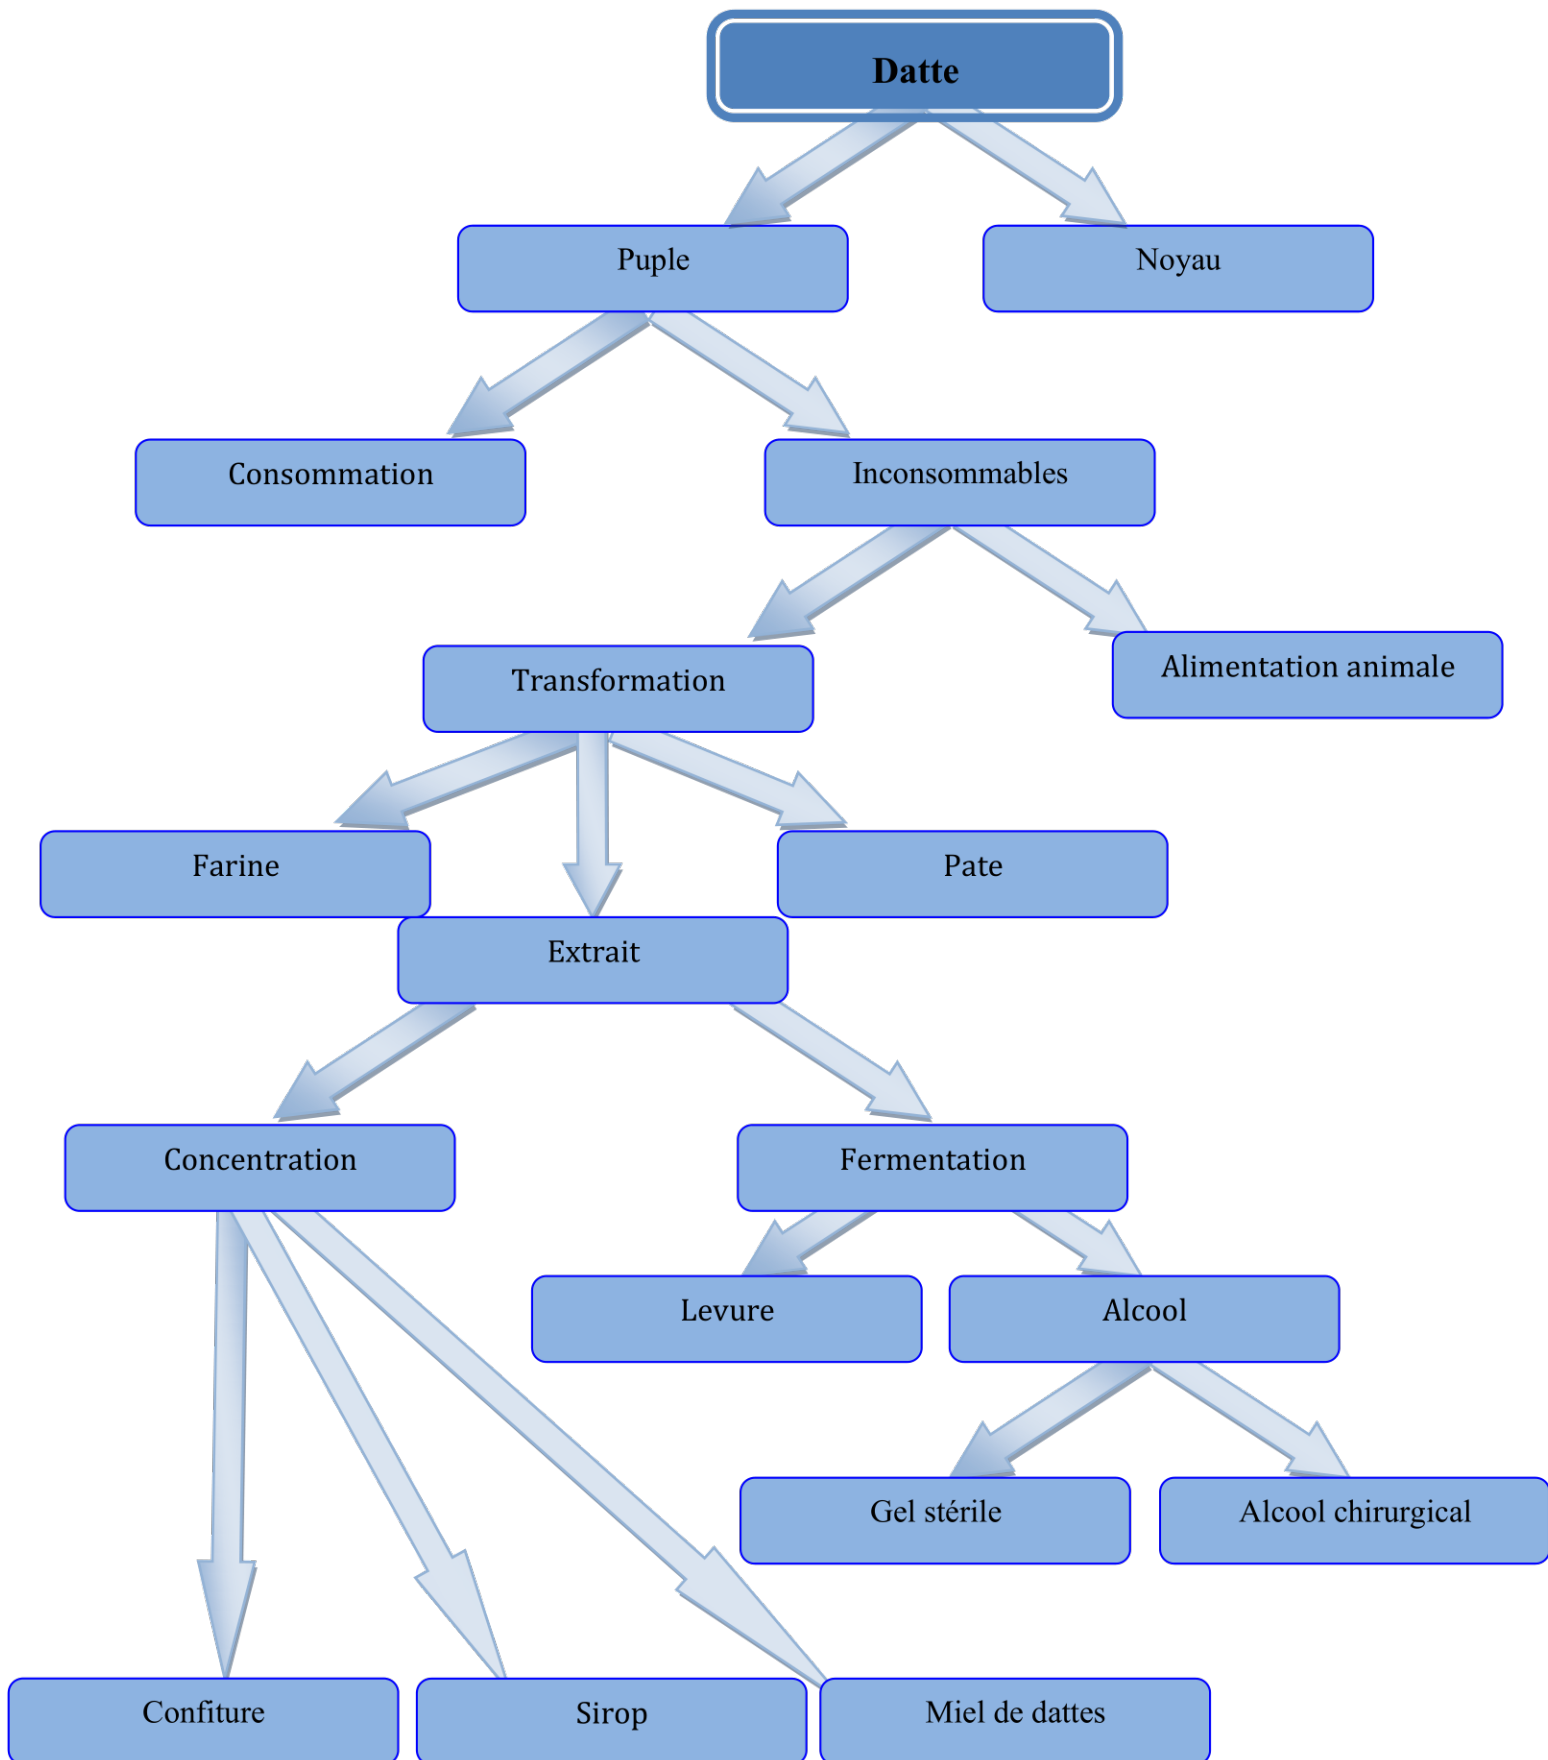 Datte
Puple
Noyau
Consommation
Inconsommables
Transformation
Alimentation animale
Farine
Pate
Extrait
Concentration
Fermentation
Levure
Alcool
Gel stérile
Alcool chirurgical
Confiture
Sirop
Miel de dattes